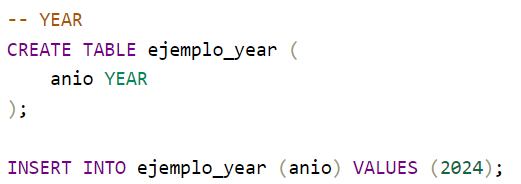 -- YEAR
CREATE TABLE ejemplo_year (
    anio YEAR
);

INSERT INTO ejemplo_year (anio) VALUES (2024);